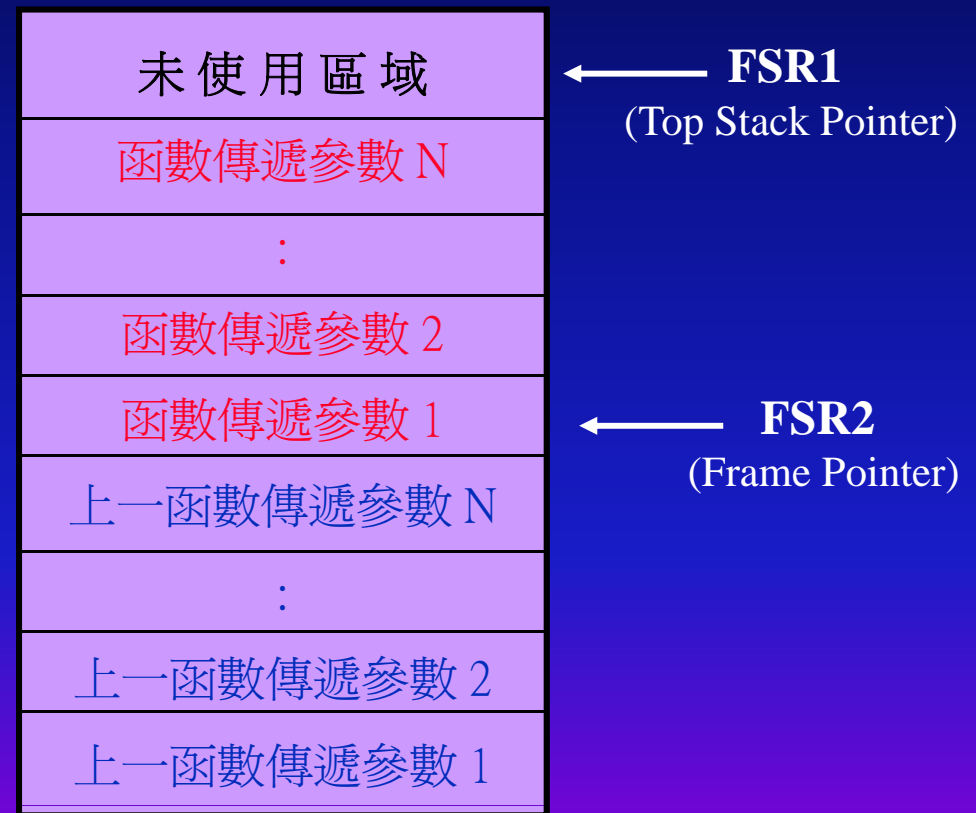 未使用區域
FSR1
(Top Stack Pointer)
函數傳遞參數 N
:
函數傳遞參數 2
函數傳遞參數 1
FSR2
(Frame Pointer)
上一函數傳遞參數 N
:
上一函數傳遞參數 2
上一函數傳遞參數 1